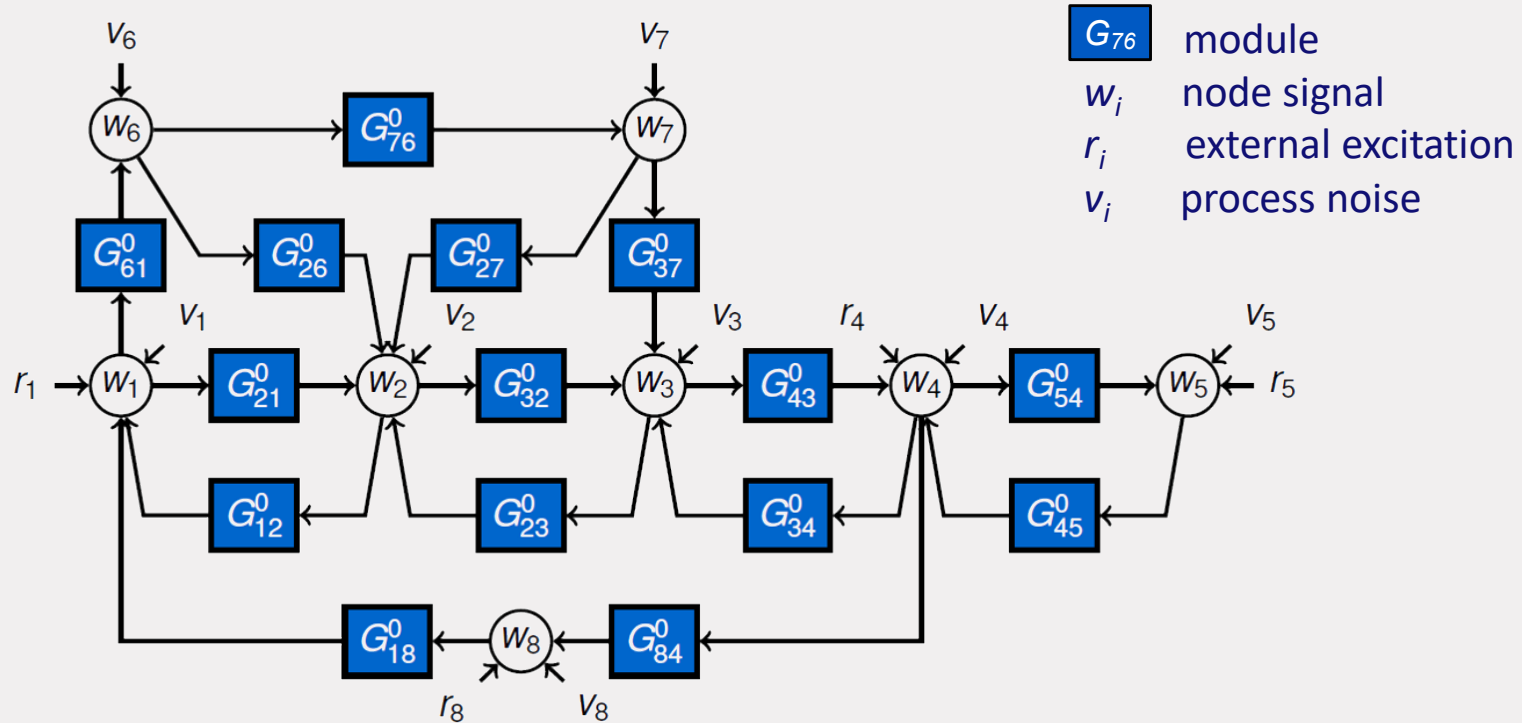 v6 v7
G76 module
wi node signal
ri external excitation
vi process noise
w6 G⁰76 w7
G⁰61 G⁰26 G⁰27 G⁰37
v1 v2 v3 r4 v4 v5
r1 w1 G⁰21 w2 G⁰32 w3 G⁰43 w4 G⁰54 w5 r5
G⁰12 G⁰23 G⁰34 G⁰45
G⁰18 w8 G⁰84
r8 v8